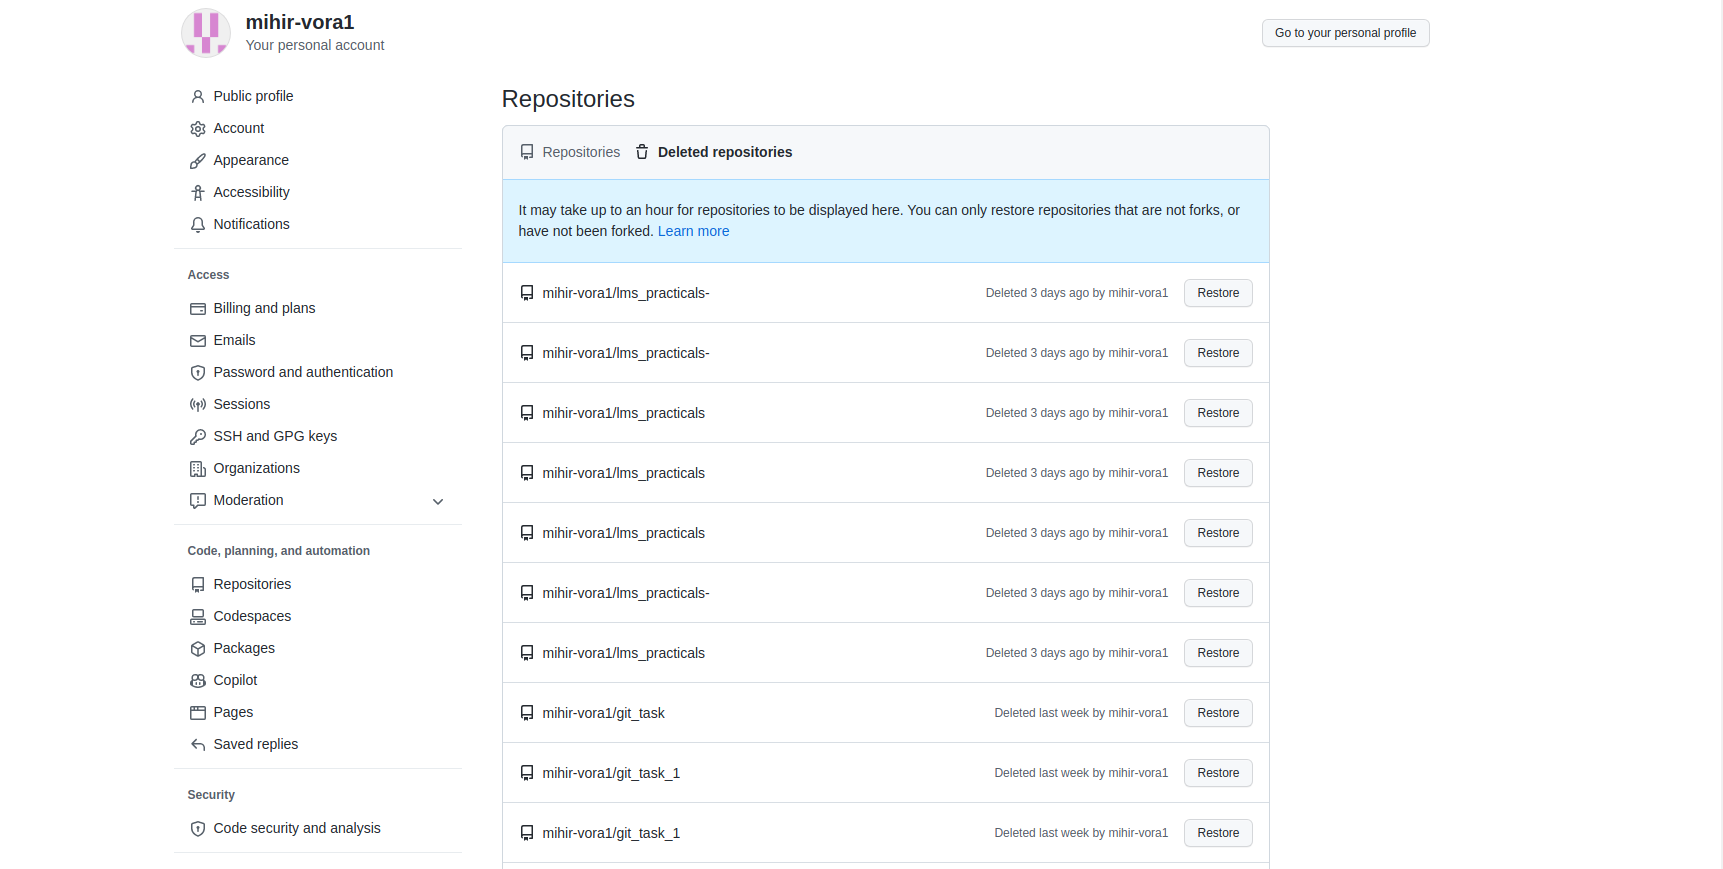 mihir-vora1
Your personal account
Go to your personal profile
Public profile
Account
Appearance
Accessibility
Notifications
Access
Billing and plans
Emails
Password and authentication
Sessions
SSH and GPG keys
Organizations
Moderation
Code, planning, and automation
Repositories
Codespaces
Packages
Copilot
Pages
Saved replies
Security
Code security and analysis
Repositories
Repositories Deleted repositories
It may take up to an hour for repositories to be displayed here. You can only restore repositories that are not forks, or
have not been forked. Learn more
mihir-vora1/lms_practicals- Deleted 3 days ago by mihir-vora1 Restore
mihir-vora1/lms_practicals- Deleted 3 days ago by mihir-vora1 Restore
mihir-vora1/lms_practicals Deleted 3 days ago by mihir-vora1 Restore
mihir-vora1/lms_practicals Deleted 3 days ago by mihir-vora1 Restore
mihir-vora1/lms_practicals Deleted 3 days ago by mihir-vora1 Restore
mihir-vora1/lms_practicals- Deleted 3 days ago by mihir-vora1 Restore
mihir-vora1/lms_practicals Deleted 3 days ago by mihir-vora1 Restore
mihir-vora1/git_task Deleted last week by mihir-vora1 Restore
mihir-vora1/git_task_1 Deleted last week by mihir-vora1 Restore
mihir-vora1/git_task_1 Deleted last week by mihir-vora1 Restore